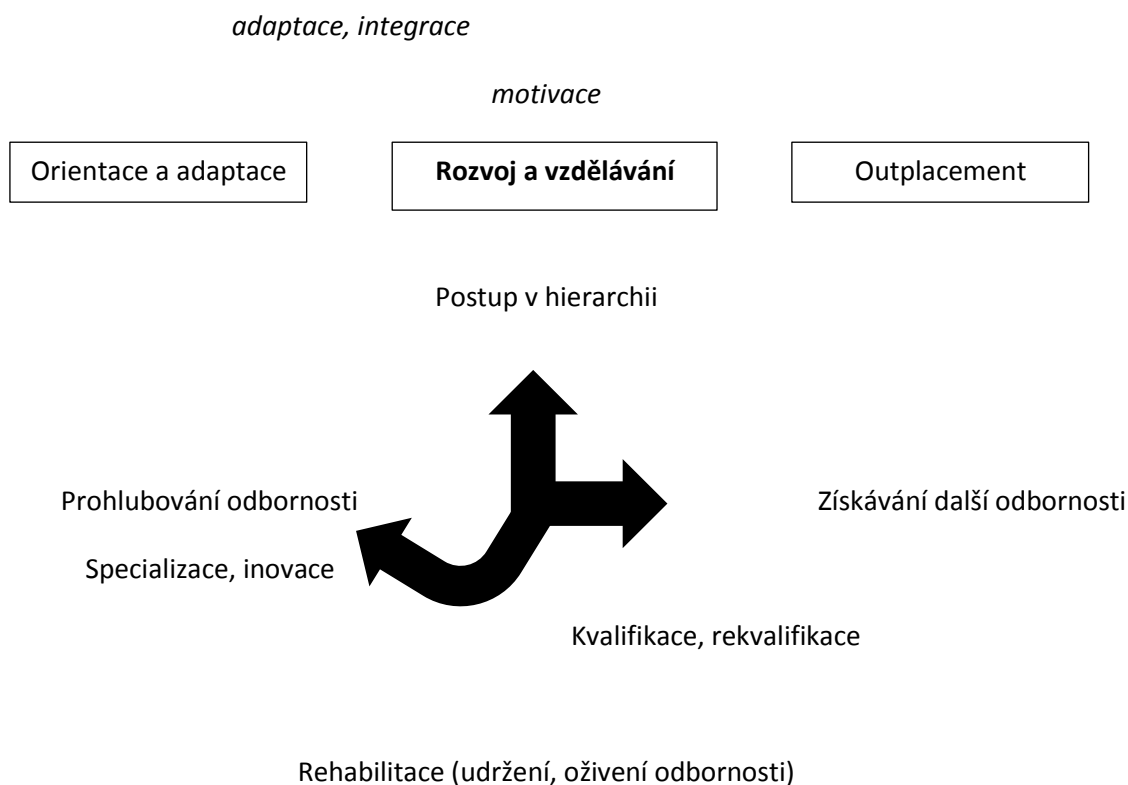 adaptace, integrace
motivace
Orientace a adaptace
Rozvoj a vzdělávání
Outplacement
Postup v hierarchii
Prohlubování odbornosti
Získávání další odbornosti
Specializace, inovace
Kvalifikace, rekvalifikace
Rehabilitace (udržení, oživení odbornosti)